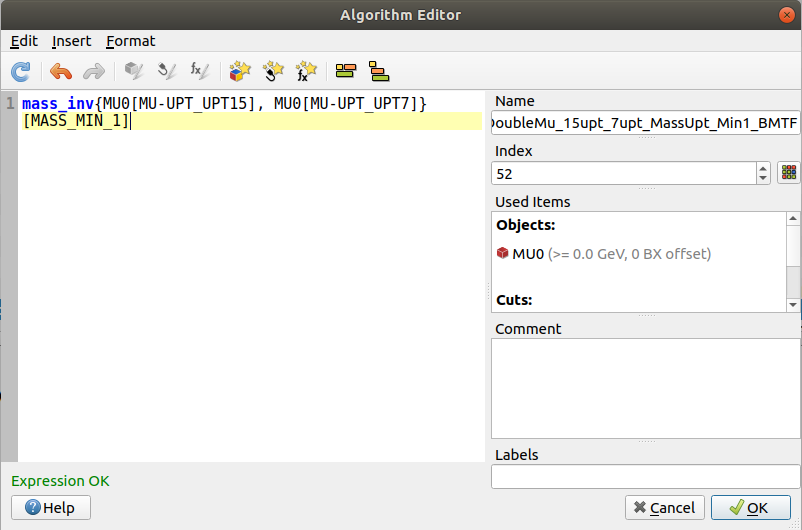 Algorithm Editor
Edit Insert Format
1 mass_inv{MU0[MU-UPT_UPT15], MU0[MU-UPT_UPT7]}
[MASS_MIN_1]
Name
oubleMu_15upt_7upt_MassUpt_Min1_BMTF
Index
52
Used Items
Objects:
MU0 (>= 0.0 GeV, 0 BX offset)
Cuts:
Comment
Labels
Expression OK
Help
Cancel
OK